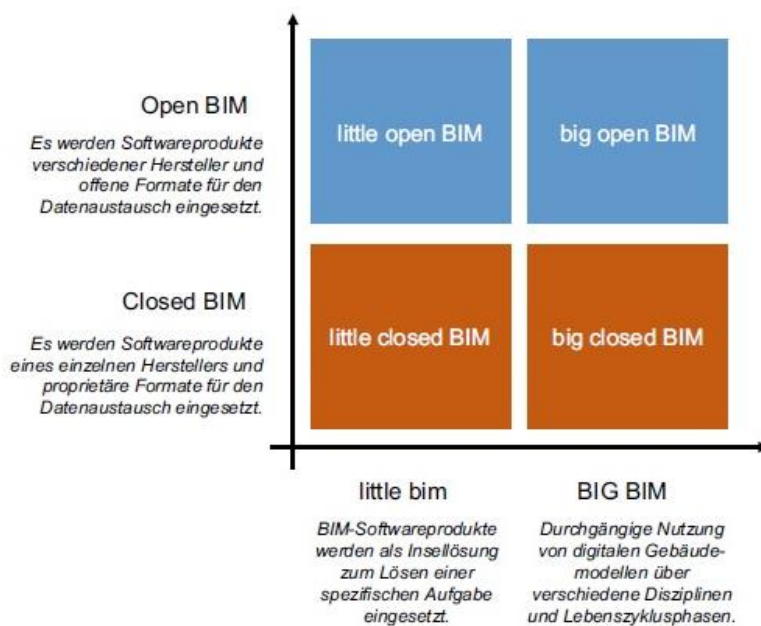 Open BIM
Es werden Softwareprodukte
verschiedener Hersteller und
offene Formate für den
Datenaustausch eingesetzt.
little open BIM
big open BIM
Closed BIM
Es werden Softwareprodukte
eines einzelnen Herstellers und
proprietäre Formate für den
Datenaustausch eingesetzt.
little closed BIM
big closed BIM
little bim
BIM-Softwareprodukte
werden als Insellösung
zum Lösen einer
spezifischen Aufgabe
eingesetzt.
BIG BIM
Durchgängige Nutzung
von digitalen Gebäude-
modellen über
verschiedene Disziplinen
und Lebenszyklusphasen.